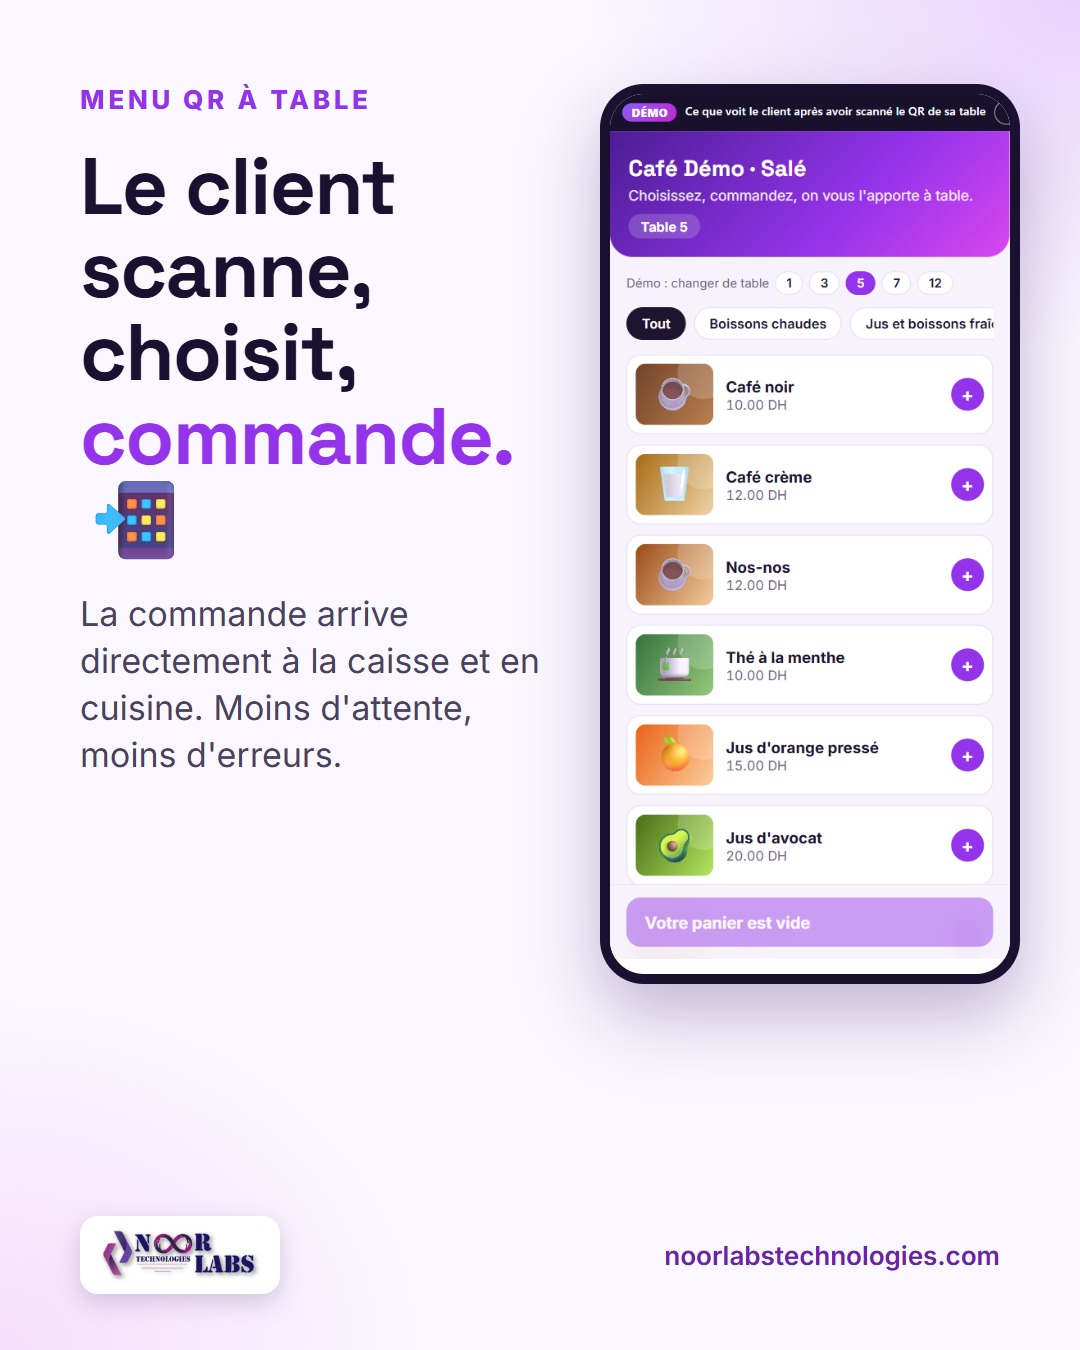 MENU QR À TABLE
Le client
scanne,
choisit,
commande.
La commande arrive
directement à la caisse et en
cuisine. Moins d'attente,
moins d'erreurs.
DÉMO Ce que voit le client après avoir scanné le QR de sa table
Café Démo · Salé
Choisissez, commandez, on vous l'apporte à table.
Table 5
Démo : changer de table 1 3 5 7 12
Tout Boissons chaudes Jus et boissons
Café noir
10.00 DH
+
Café crème
12.00 DH
+
Nos-nos
12.00 DH
+
Thé à la menthe
10.00 DH
+
Jus d'orange pressé
15.00 DH
+
Jus d'avocat
20.00 DH
+
Votre panier est vide
NOOR
TECHNOLOGIES
LABS
noorlabstechnologies.com